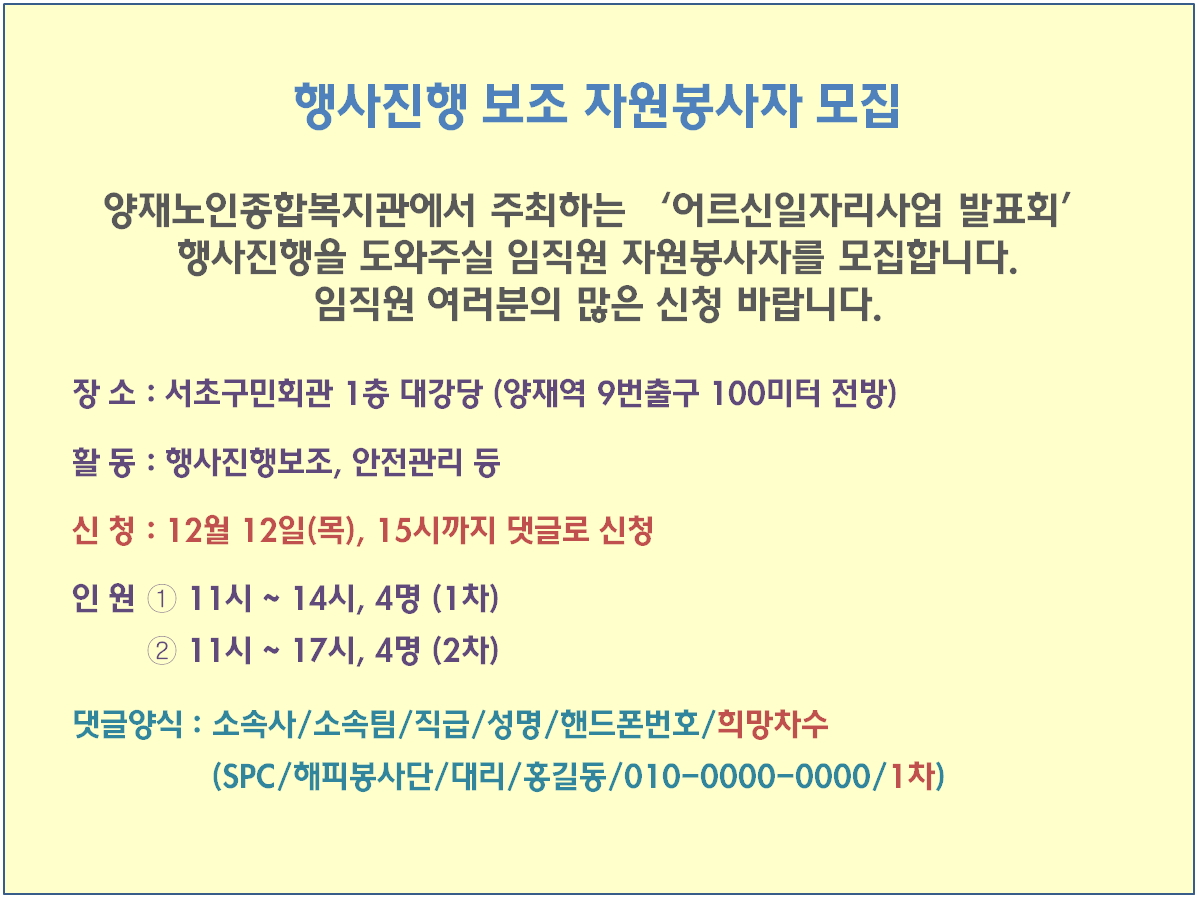 행사진행 보조 자원봉사자 모집
양재노인종합복지관에서 주최하는 ‘어르신일자리사업 발표회’
행사진행을 도와주실 임직원 자원봉사자를 모집합니다.
임직원 여러분의 많은 신청 바랍니다.
장 소 : 서초구민회관 1층 대강당 (양재역 9번출구 100미터 전방)
활 동 : 행사진행보조, 안전관리 등
신 청 : 12월 12일(목), 15시까지 댓글로 신청
인 원 ① 11시 ~ 14시, 4명 (1차)
② 11시 ~ 17시, 4명 (2차)
댓글양식 : 소속사/소속팀/직급/성명/핸드폰번호/희망차수
(SPC/해피봉사단/대리/홍길동/010-0000-0000/1차)